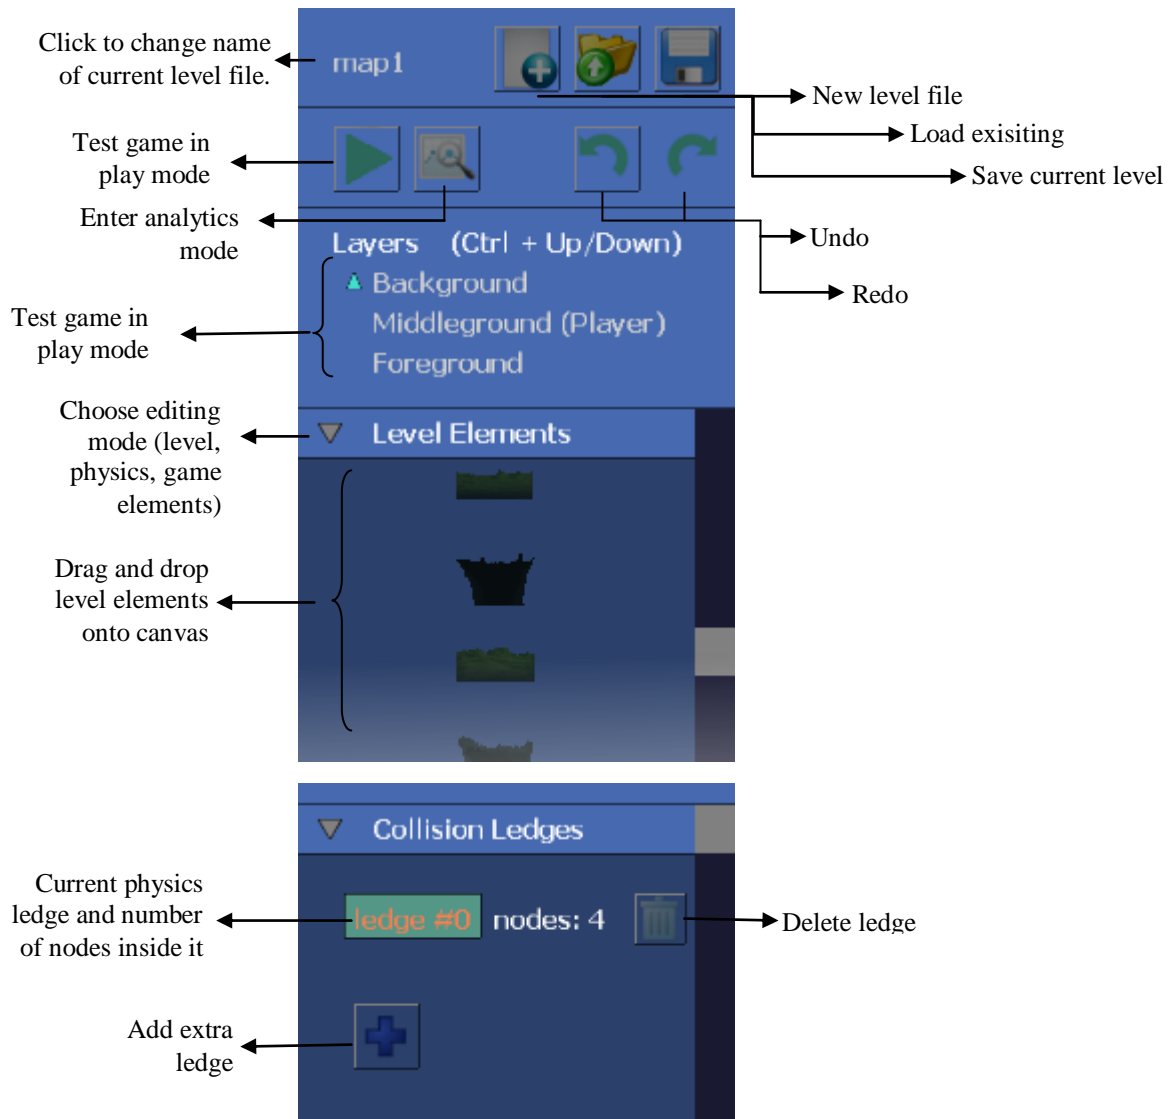 Click to change name
of current level file.
map1
New level file
Load exisiting
Save current level
Test game in
play mode
Enter analytics
mode
Undo
Redo
Layers (Ctrl + Up/Down)
Background
Middleground (Player)
Foreground
Test game in
play mode
Choose editing
mode (level,
physics, game
elements)
Level Elements
Drag and drop
level elements
onto canvas
Collision Ledges
Current physics
ledge and number
of nodes inside it
ledge #0 nodes: 4
Delete ledge
Add extra
ledge